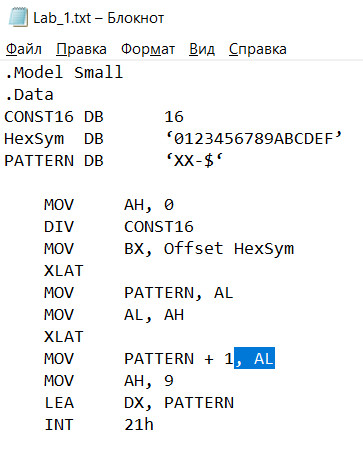 Lab_1.txt – Блокнот
Файл Правка Формат Вид Справка
.Model Small
.Data
CONST16 DB 16
HexSym DB ‘0123456789ABCDEF’
PATTERN DB ‘XX-$‘
MOV AH, 0
DIV CONST16
MOV BX, Offset HexSym
XLAT
MOV PATTERN, AL
MOV AL, AH
XLAT
MOV PATTERN + 1, AL
MOV AH, 9
LEA DX, PATTERN
INT 21h